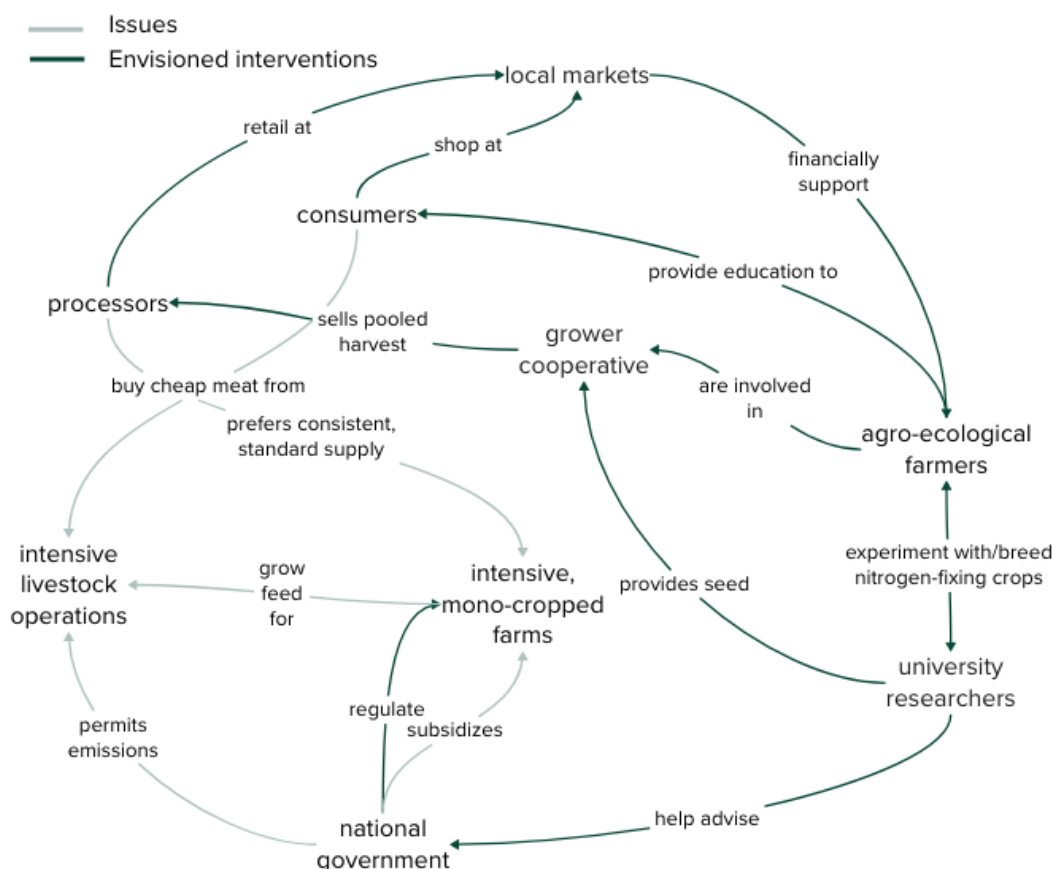 Issues
Envisioned interventions
local markets
retail at
shop at
financially
support
consumers
provide education to
processors
sells pooled
harvest
grower
cooperative
buy cheap meat from
are involved
in
prefers consistent,
standard supply
agro-ecological
farmers
intensive
livestock
operations
grow
feed
for
intensive,
mono-cropped
farms
experiment with/breed
nitrogen-fixing crops
provides seed
university
researchers
permits
emissions
regulate
subsidizes
help advise
national
government